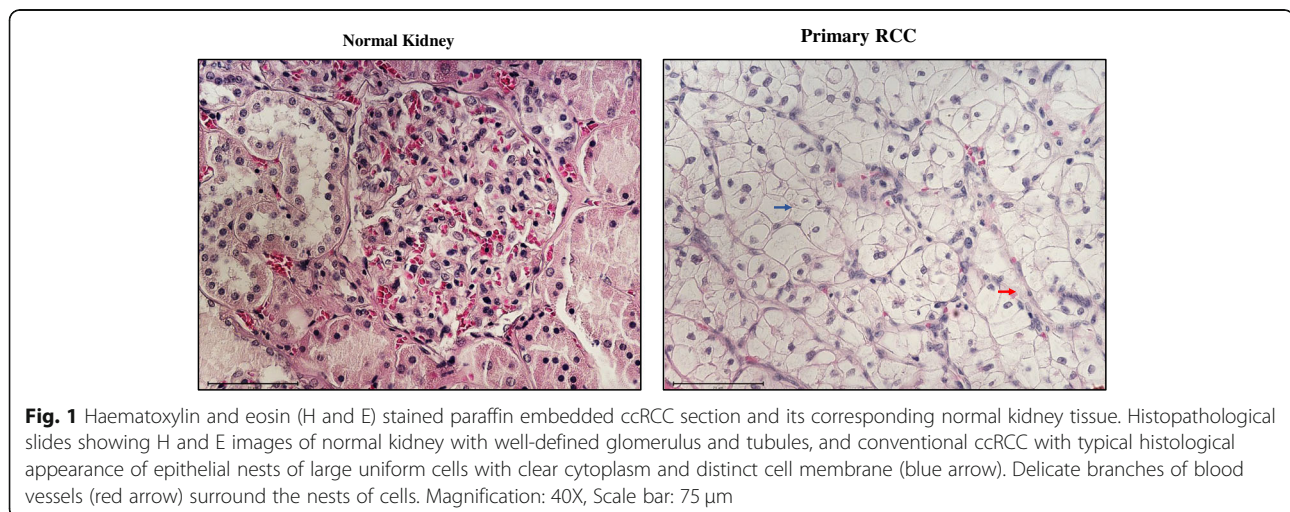 Normal Kidney
Primary RCC
Fig. 1 Haematoxylin and eosin (H and E) stained paraffin embedded ccRCC section and its corresponding normal kidney tissue. Histopathological
slides showing H and E images of normal kidney with well-defined glomerulus and tubules, and conventional ccRCC with typical histological
appearance of epithelial nests of large uniform cells with clear cytoplasm and distinct cell membrane (blue arrow). Delicate branches of blood
vessels (red arrow) surround the nests of cells. Magnification: 40X, Scale bar: 75 μm